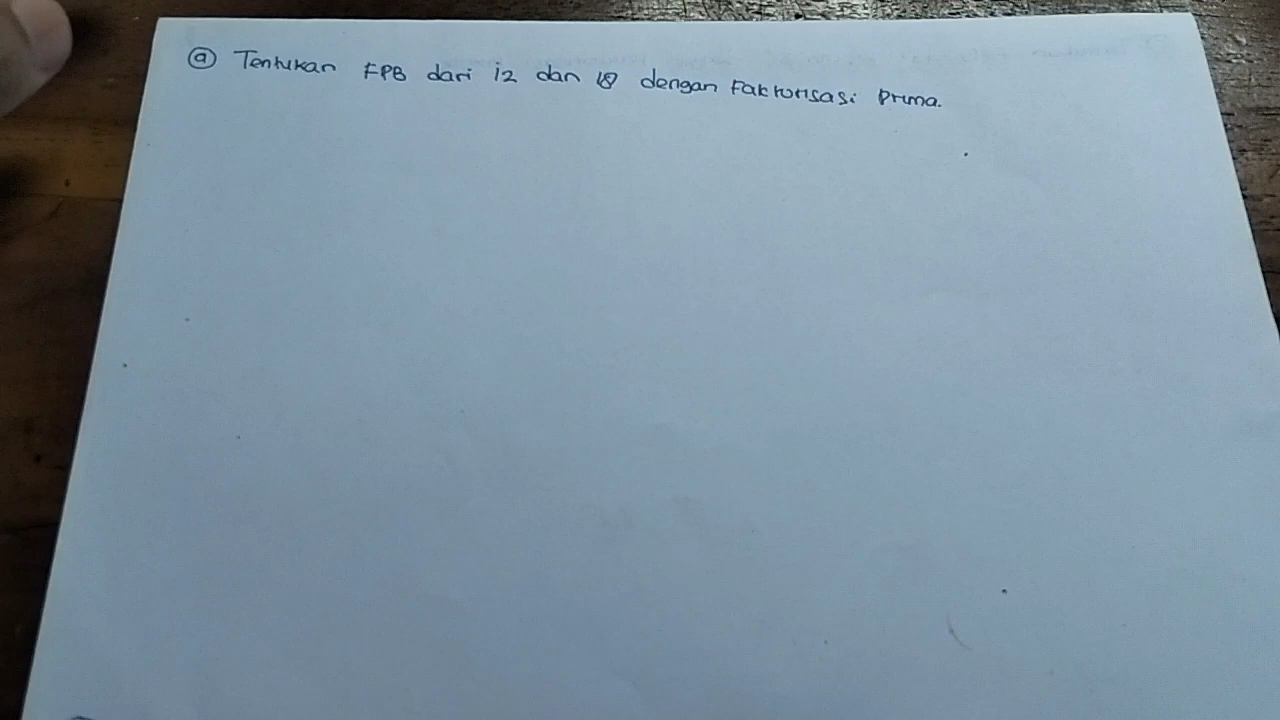 ⓐ Tentukan FPB dari 12 dan 18 dengan Faktorisasi Prima.